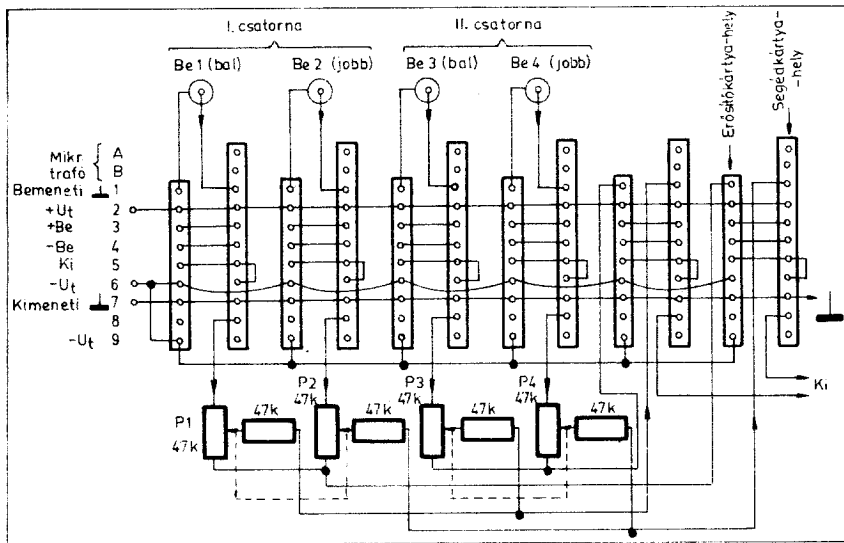 I. csatorna
II. csatorna
Be 1 (bal)
Be 2 (jobb)
Be 3 (bal)
Be 4 (jobb)
Erősítőkártya-hely
Segédkártya-
-hely
Mikr
trafó
A
B
Bemeneti 1
+Ut 2
+Be 3
-Be 4
Ki 5
-Ut 6
Kimeneti 7
8
-Ut 9
P1
47k
47k
P2
47k
47k
P3
47k
47k
P4
47k
47k
Ki